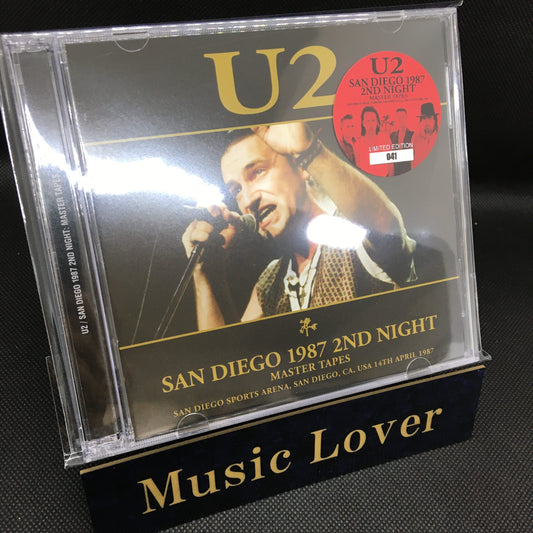 U2
U2
SAN DIEGO 1987
2ND NIGHT
MASTER TAPES
LIMITED EDITION
041
U2 / SAN DIEGO 1987 2ND NIGHT: MASTER TAPES
SAN DIEGO 1987 2ND NIGHT
MASTER TAPES
SAN DIEGO SPORTS ARENA, SAN DIEGO, CA. USA 14TH APRIL 1987
Music Lover